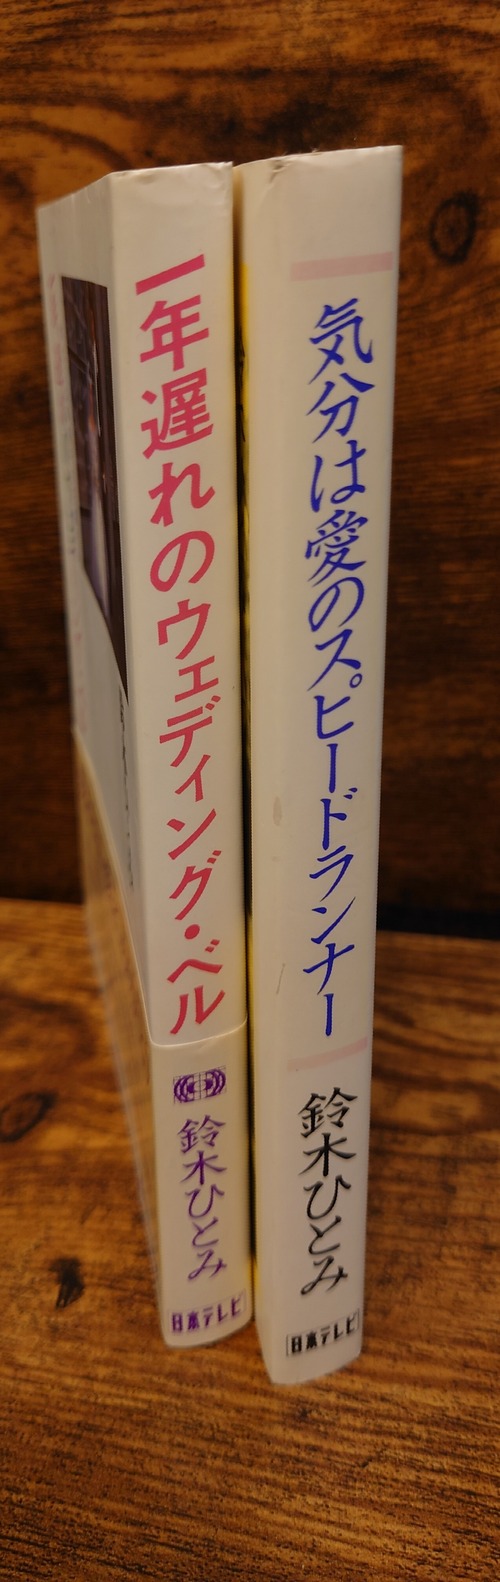 一年遅れのウェディング・ベル
鈴木ひとみ
日本テレビ
気分は愛のスピードランナー
鈴木ひとみ
日本テレビ